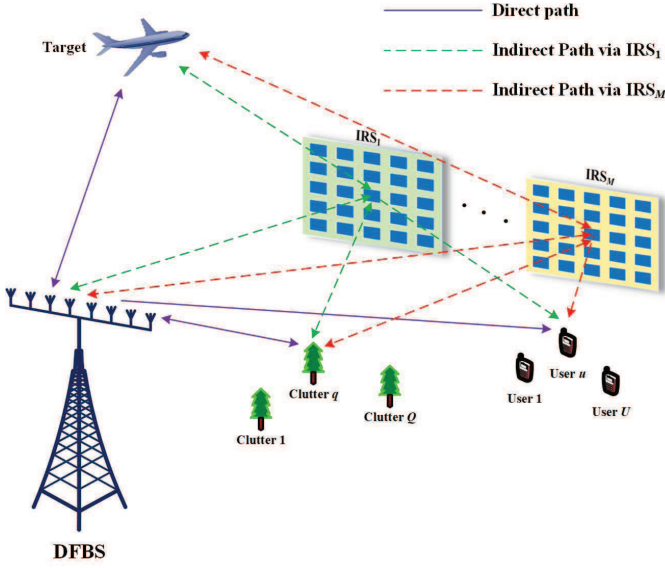 Direct path
Target
Indirect Path via IRS1
Indirect Path via IRSM
IRS1
IRSM
. . .
User u
Clutter q
User 1
User U
Clutter Q
Clutter 1
DFBS